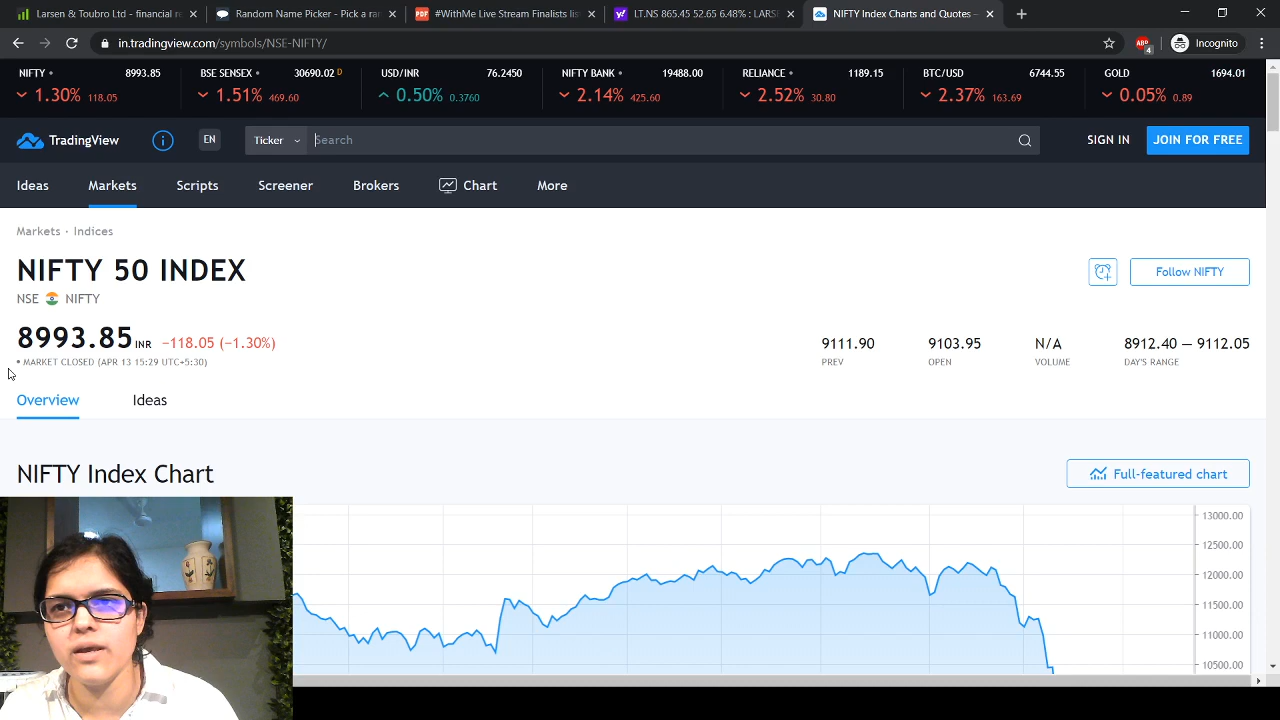 Larsen & Toubro Ltd - financial re
Random Name Picker - Pick a ran
PDF #WithMe Live Stream Finalists lis
y! LT.NS 865.45 52.65 6.48% : LARSE
NIFTY Index Charts and Quotes –
in.tradingview.com/symbols/NSE-NIFTY/
ABP 4
Incognito
NIFTY 8993.85 BSE SENSEX 30690.02 D USD/INR 76.2450 NIFTY BANK 19488.00 RELIANCE 1189.15 BTC/USD 6744.55 GOLD 1694.01
1.30% 118.05 1.51% 469.60 0.50% 0.3760 2.14% 425.60 2.52% 30.80 2.37% 163.69 0.05% 0.89
TradingView EN Ticker Search SIGN IN JOIN FOR FREE
Ideas Markets Scripts Screener Brokers Chart More
Markets · Indices
NIFTY 50 INDEX
Follow NIFTY
NSE NIFTY
8993.85 INR −118.05 (−1.30%) 9111.90 9103.95 N/A 8912.40 — 9112.05
• MARKET CLOSED (APR 13 15:29 UTC+5:30) PREV OPEN VOLUME DAY'S RANGE
Overview Ideas
NIFTY Index Chart Full-featured chart
13000.00
12500.00
12000.00
11500.00
11000.00
10500.00